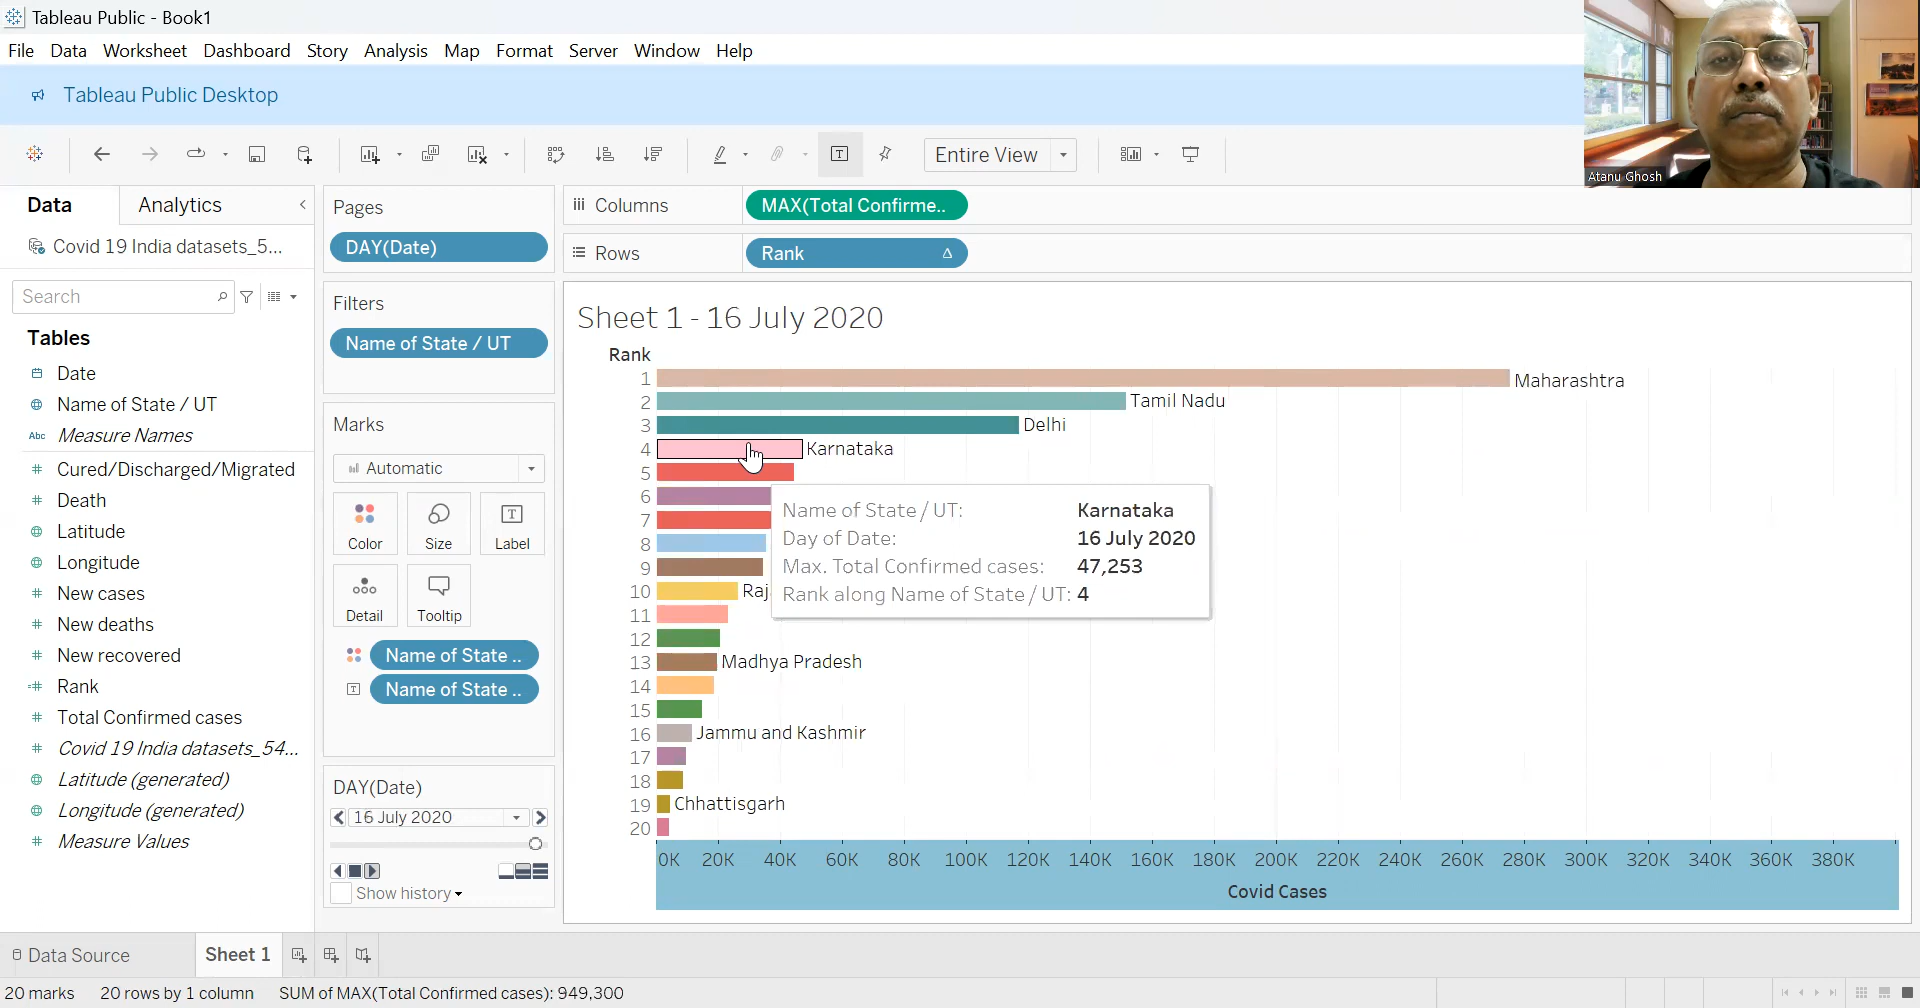 Tableau Public - Book1
File Data Worksheet Dashboard Story Analysis Map Format Server Window Help
Tableau Public Desktop
Entire View
Atanu Ghosh
Data Analytics
Covid 19 India datasets_5...
Search
Tables
Date
Name of State / UT
Abc Measure Names
Cured/Discharged/Migrated
Death
Latitude
Longitude
New cases
New deaths
New recovered
Rank
Total Confirmed cases
Covid 19 India datasets_54...
Latitude (generated)
Longitude (generated)
Measure Values
Pages
DAY(Date)
Filters
Name of State / UT
Marks
Automatic
Color Size Label
Detail Tooltip
Name of State ..
Name of State ..
DAY(Date)
16 July 2020
Show history
Columns MAX(Total Confirme..
Rows Rank
Sheet 1 - 16 July 2020
Rank
1 Maharashtra
2 Tamil Nadu
3 Delhi
4 Karnataka
5
6
7
8
9
10 Raj
11
12
13 Madhya Pradesh
14
15
16 Jammu and Kashmir
17
18
19 Chhattisgarh
20
Name of State / UT: Karnataka
Day of Date: 16 July 2020
Max. Total Confirmed cases: 47,253
Rank along Name of State / UT: 4
0K 20K 40K 60K 80K 100K 120K 140K 160K 180K 200K 220K 240K 260K 280K 300K 320K 340K 360K 380K
Covid Cases
Data Source Sheet 1
20 marks 20 rows by 1 column SUM of MAX(Total Confirmed cases): 949,300